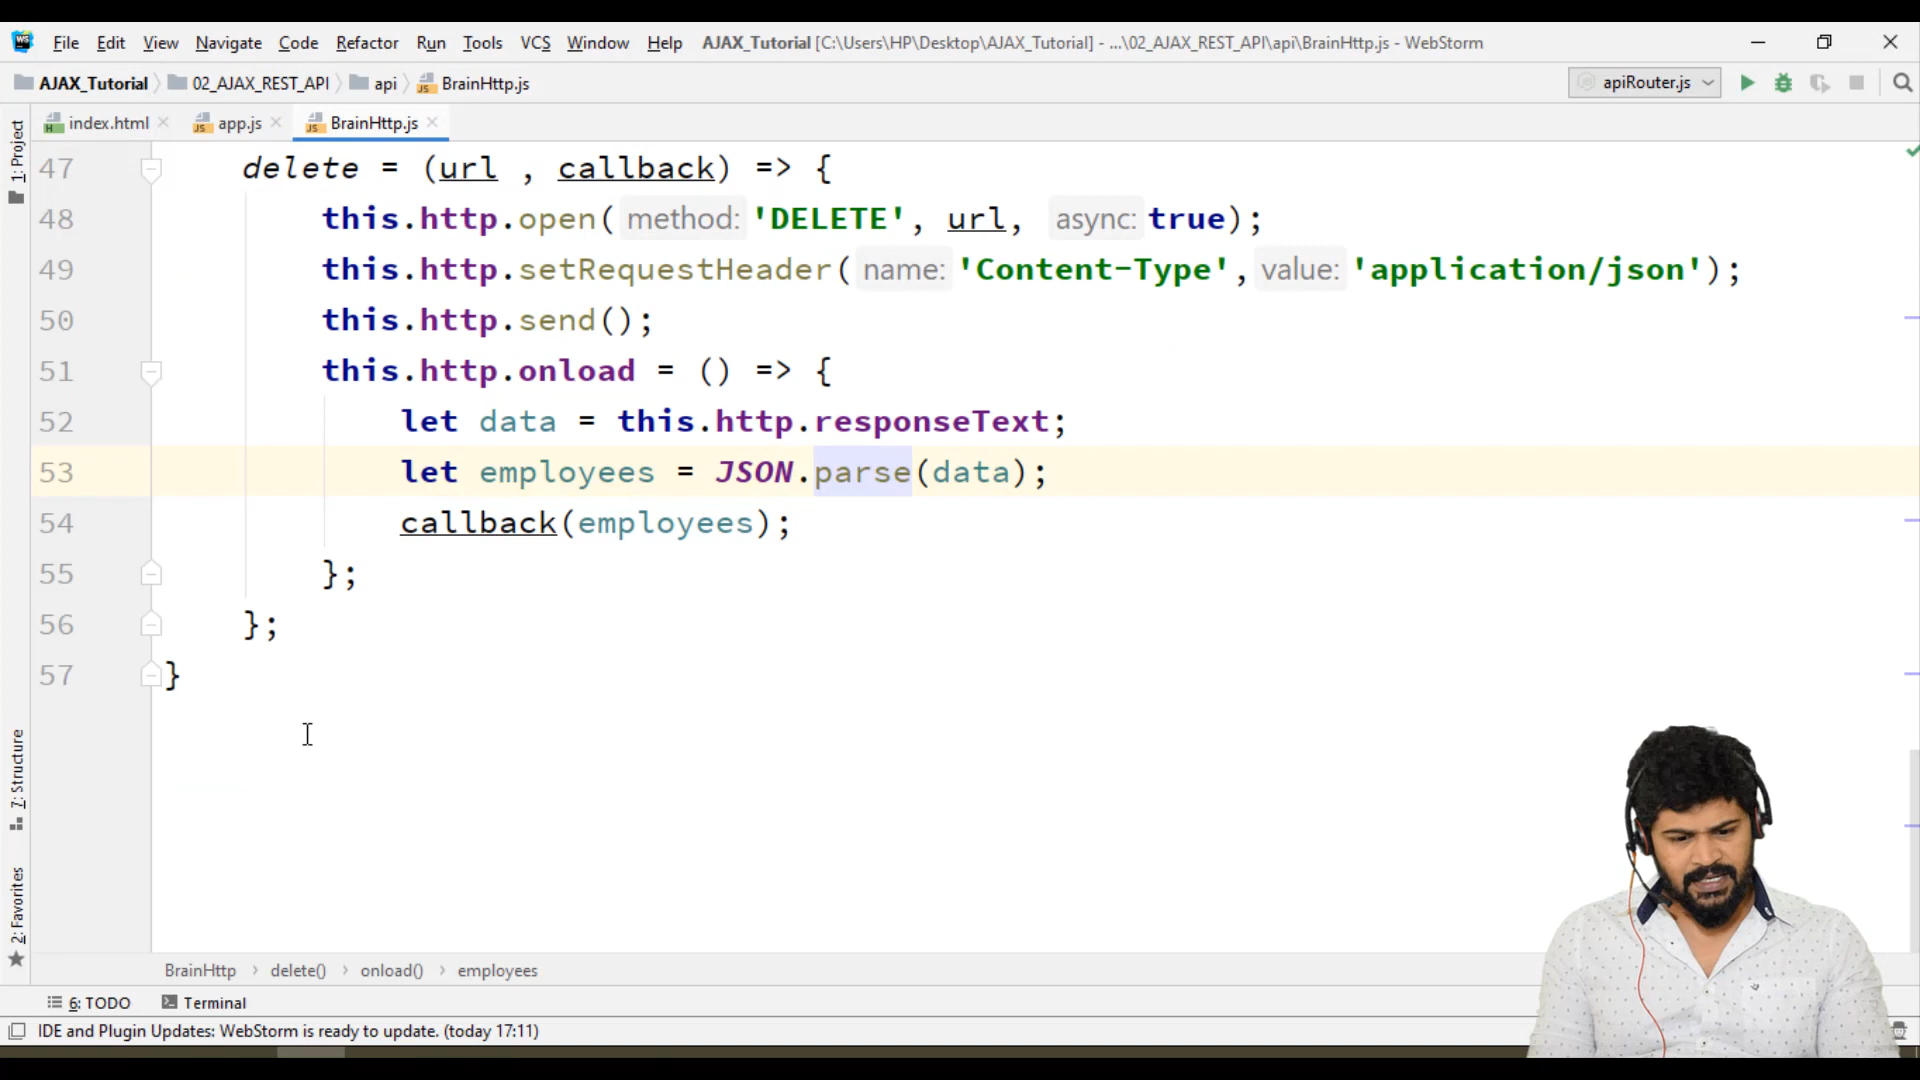 WS File Edit View Navigate Code Refactor Run Tools VCS Window Help AJAX_Tutorial [C:\Users\HP\Desktop\AJAX_Tutorial] - ...\02_AJAX_REST_API\api\BrainHttp.js - WebStorm
AJAX_Tutorial 02_AJAX_REST_API api JS BrainHttp.js apiRouter.js
H index.html JS app.js JS BrainHttp.js
1: Project
47 delete = (url , callback) => {
48 this.http.open( method: 'DELETE', url, async: true);
49 this.http.setRequestHeader( name: 'Content-Type', value: 'application/json');
50 this.http.send();
51 this.http.onload = () => {
52 let data = this.http.responseText;
53 let employees = JSON.parse(data);
54 callback(employees);
55 };
56 };
57 }
7: Structure
2: Favorites
BrainHttp > delete() > onload() > employees
6: TODO Terminal
IDE and Plugin Updates: WebStorm is ready to update. (today 17:11)